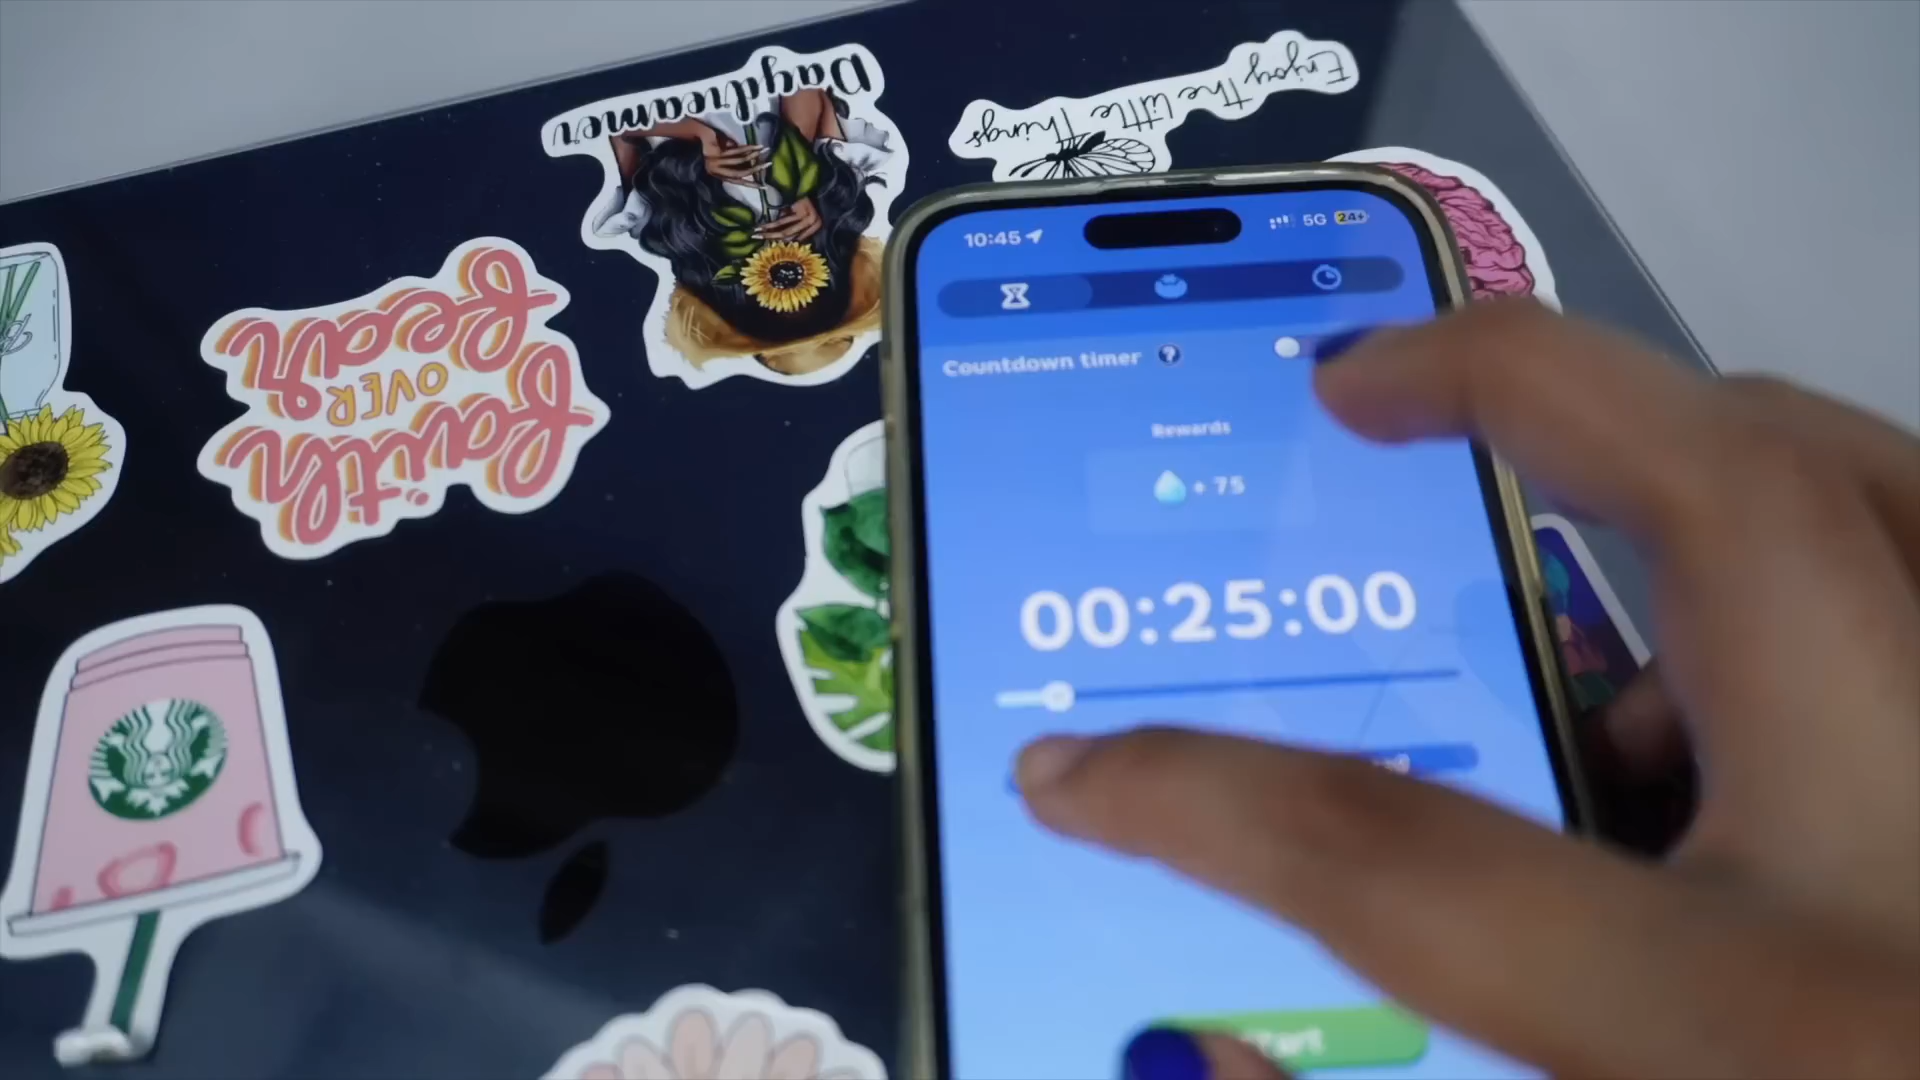 Daydreamer
Enjoy the little
Things
faith
OVER
fear
10:45
5G
24+
Countdown timer ?
Rewards
+ 75
00:25:00